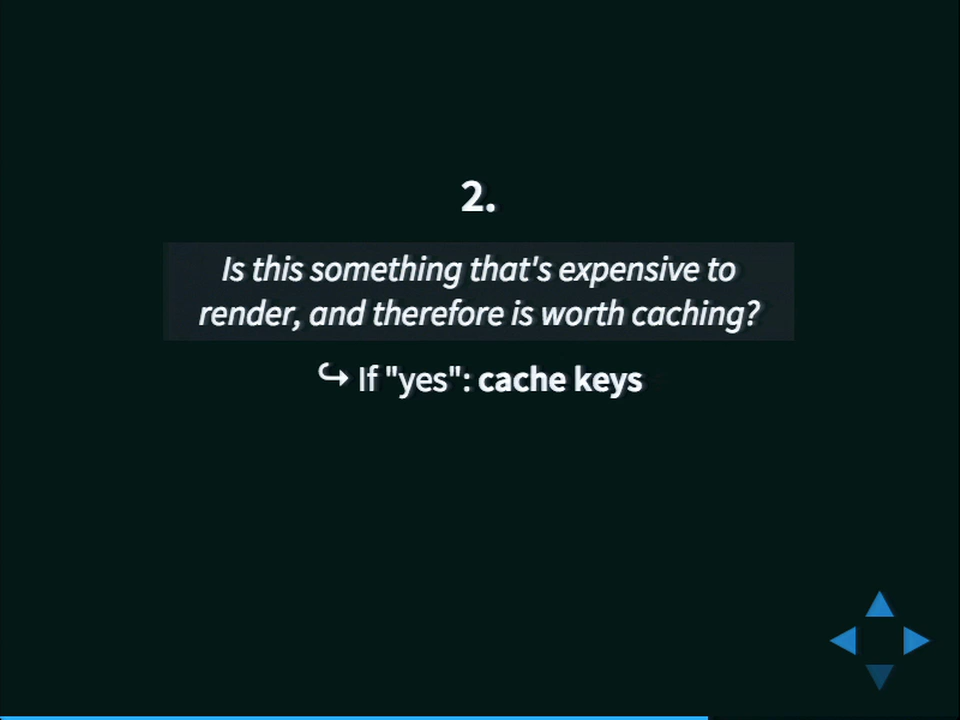 2.
Is this something that's expensive to
render, and therefore is worth caching?
↪ If "yes": cache keys